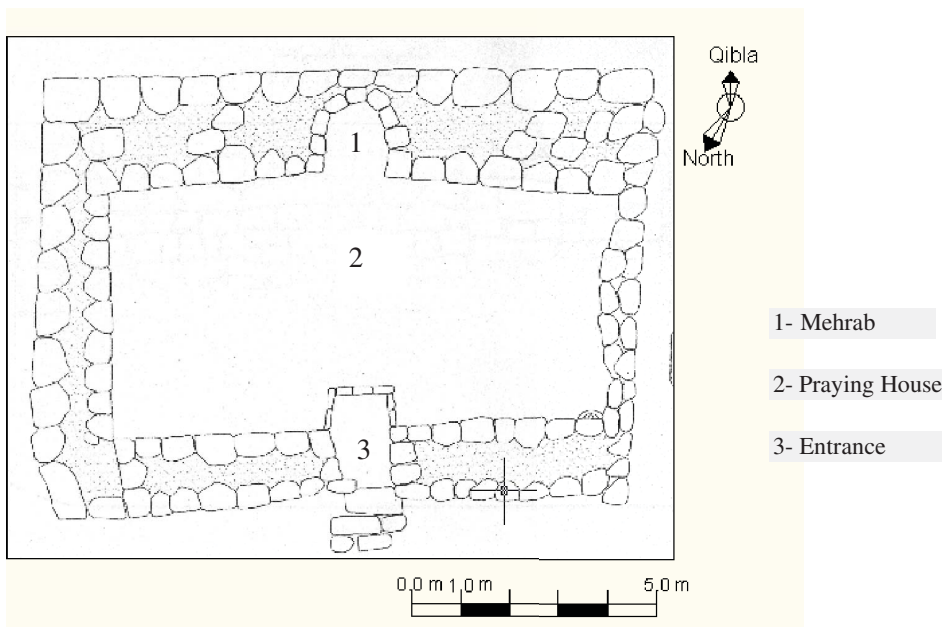 Qibla
North
1
2
3
1- Mehrab
2- Praying House
3- Entrance
0.0 m 1.0 m 5.0 m